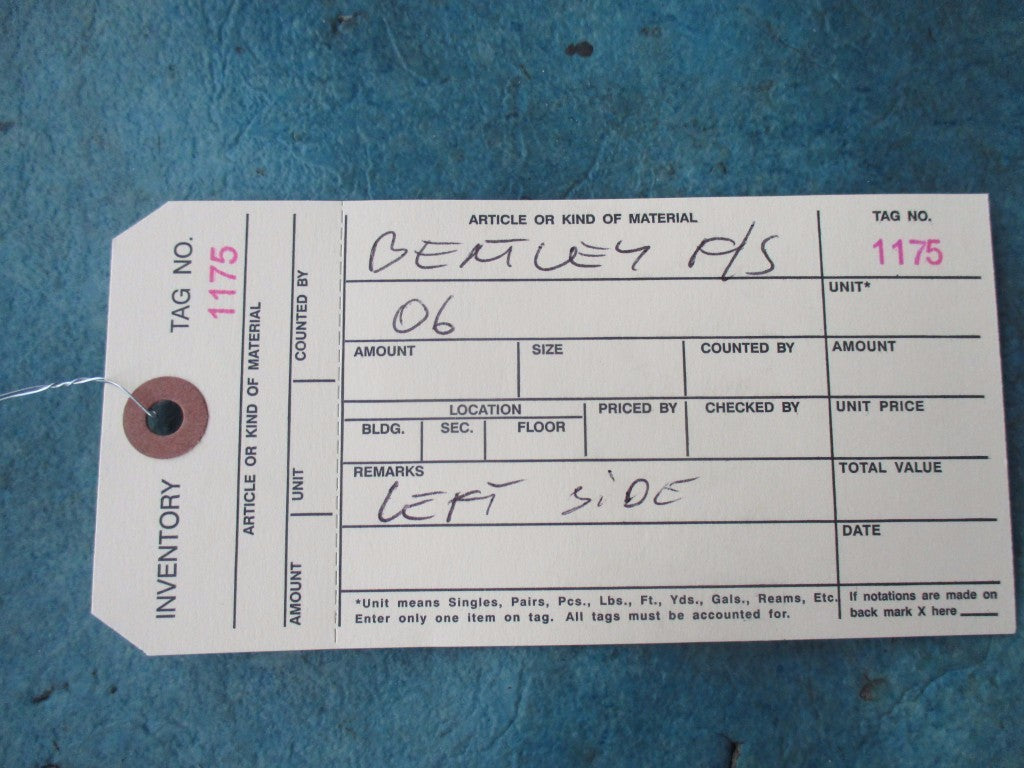 TAG NO.
1175
INVENTORY
ARTICLE OR KIND OF MATERIAL
COUNTED BY
UNIT
AMOUNT
ARTICLE OR KIND OF MATERIAL
BENTLEY F/S
06
TAG NO.
1175
UNIT*
AMOUNT SIZE COUNTED BY AMOUNT
LOCATION PRICED BY CHECKED BY UNIT PRICE
BLDG. SEC. FLOOR
REMARKS
LEFT SiDE
TOTAL VALUE
DATE
*Unit means Singles, Pairs, Pcs., Lbs., Ft., Yds., Gals., Reams, Etc.
Enter only one item on tag. All tags must be accounted for.
If notations are made on
back mark X here